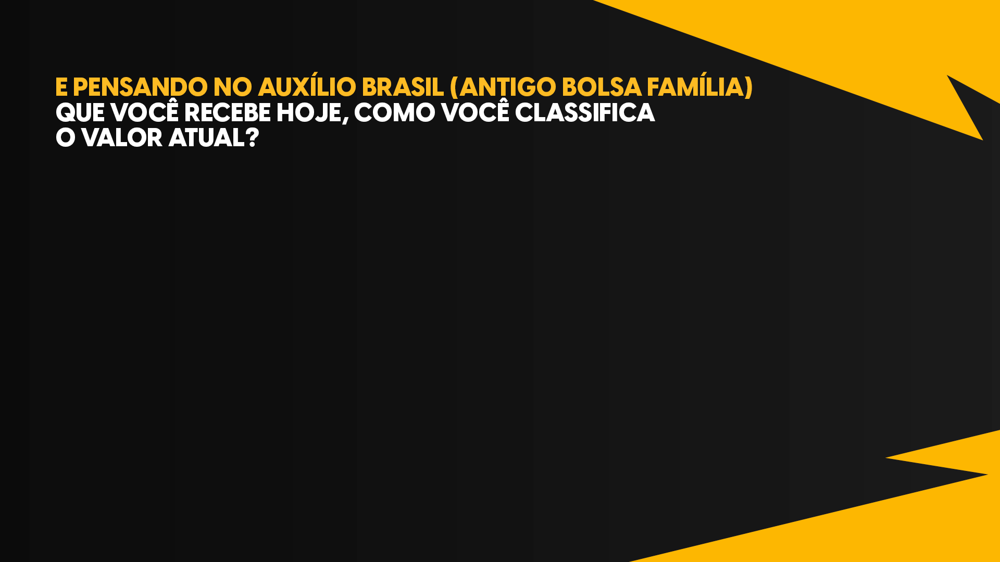 E PENSANDO NO AUXÍLIO BRASIL (ANTIGO BOLSA FAMÍLIA)
QUE VOCÊ RECEBE HOJE, COMO VOCÊ CLASSIFICA
O VALOR ATUAL?